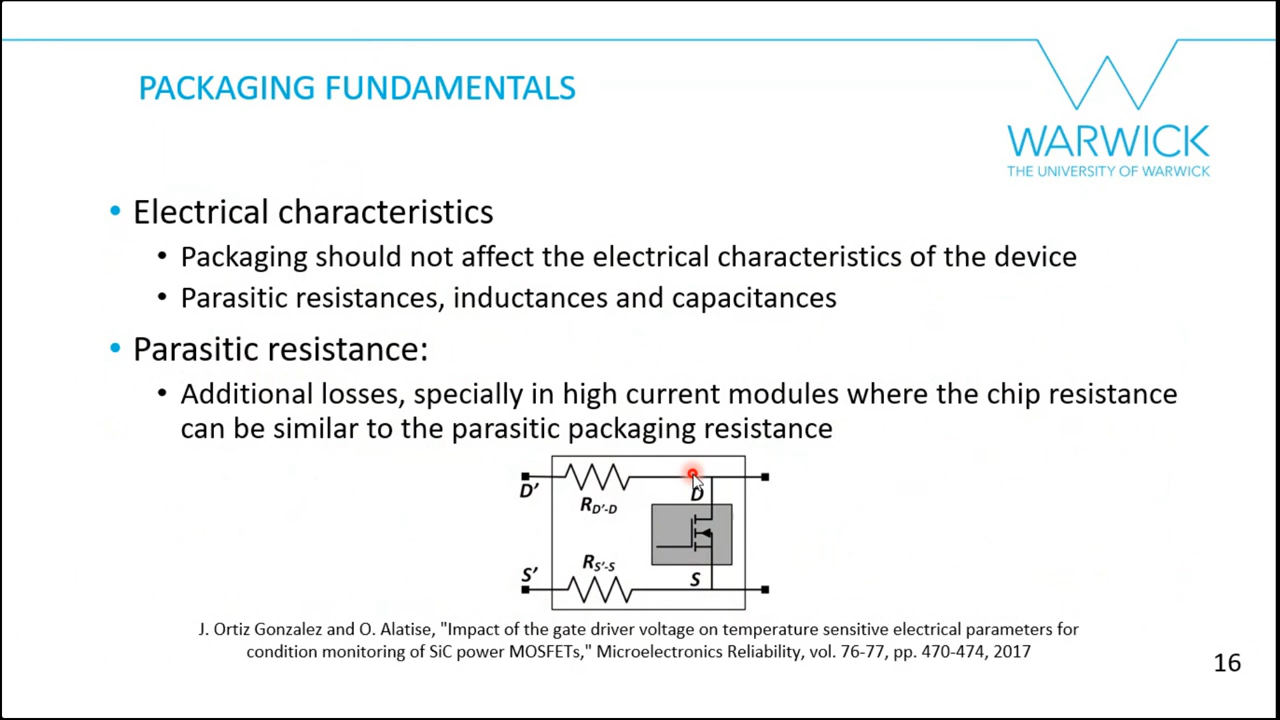 PACKAGING FUNDAMENTALS
WARWICK
THE UNIVERSITY OF WARWICK
• Electrical characteristics
• Packaging should not affect the electrical characteristics of the device
• Parasitic resistances, inductances and capacitances
• Parasitic resistance:
• Additional losses, specially in high current modules where the chip resistance
can be similar to the parasitic packaging resistance
D'
D
R_D'-D
R_S'-S
S'
S
J. Ortiz Gonzalez and O. Alatise, "Impact of the gate driver voltage on temperature sensitive electrical parameters for
condition monitoring of SiC power MOSFETs," Microelectronics Reliability, vol. 76-77, pp. 470-474, 2017
16